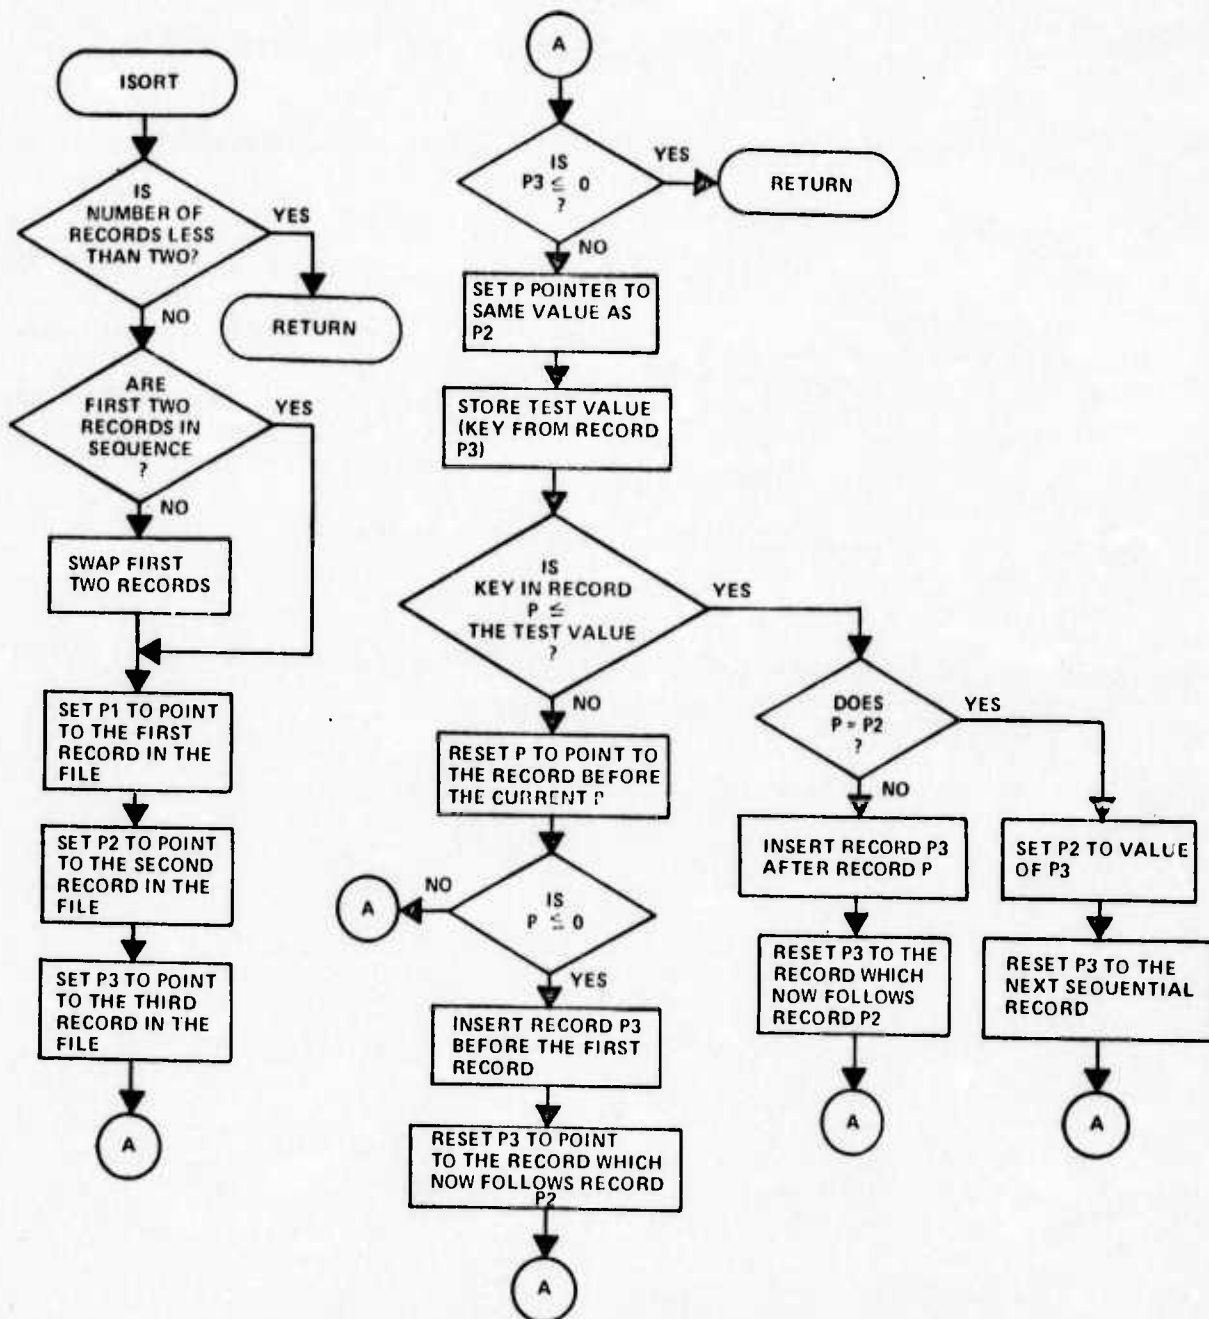 ISORT
IS
NUMBER OF
RECORDS LESS
THAN TWO?
YES
RETURN
NO
ARE
FIRST TWO
RECORDS IN
SEQUENCE
?
YES
NO
SWAP FIRST
TWO RECORDS
SET P1 TO POINT
TO THE FIRST
RECORD IN THE
FILE
SET P2 TO POINT
TO THE SECOND
RECORD IN THE
FILE
SET P3 TO POINT
TO THE THIRD
RECORD IN THE
FILE
A
A
IS
P3 ≤ 0
?
YES
RETURN
NO
SET P POINTER TO
SAME VALUE AS
P2
STORE TEST VALUE
(KEY FROM RECORD
P3)
IS
KEY IN RECORD
P ≤
THE TEST VALUE
?
YES
NO
RESET P TO POINT TO
THE RECORD BEFORE
THE CURRENT P
IS
P ≤ 0
NO
A
YES
INSERT RECORD P3
BEFORE THE FIRST
RECORD
RESET P3 TO POINT
TO THE RECORD WHICH
NOW FOLLOWS RECORD
P2
A
DOES
P = P2
?
YES
NO
INSERT RECORD P3
AFTER RECORD P
RESET P3 TO THE
RECORD WHICH
NOW FOLLOWS
RECORD P2
A
SET P2 TO VALUE
OF P3
RESET P3 TO THE
NEXT SEQUENTIAL
RECORD
A